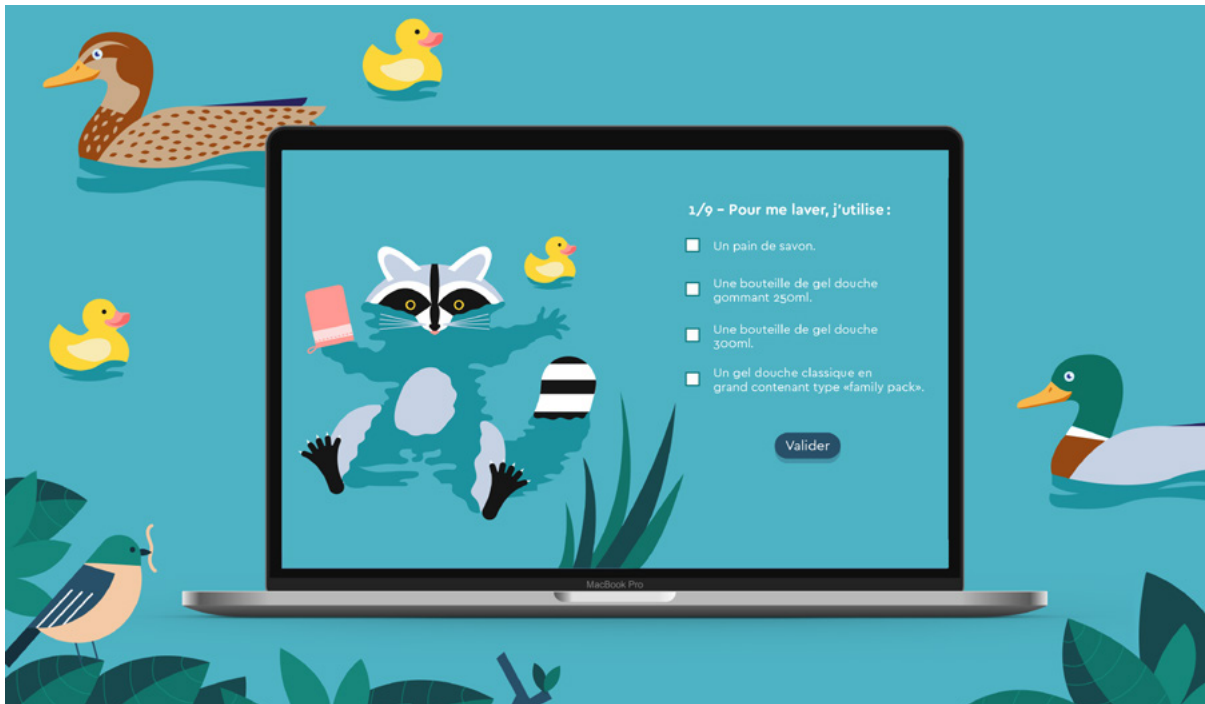 1/9 – Pour me laver, j'utilise :
Un pain de savon.
Une bouteille de gel douche
gommant 250ml.
Une bouteille de gel douche
300ml.
Un gel douche classique en
grand contenant type «family pack».
Valider
MacBook Pro